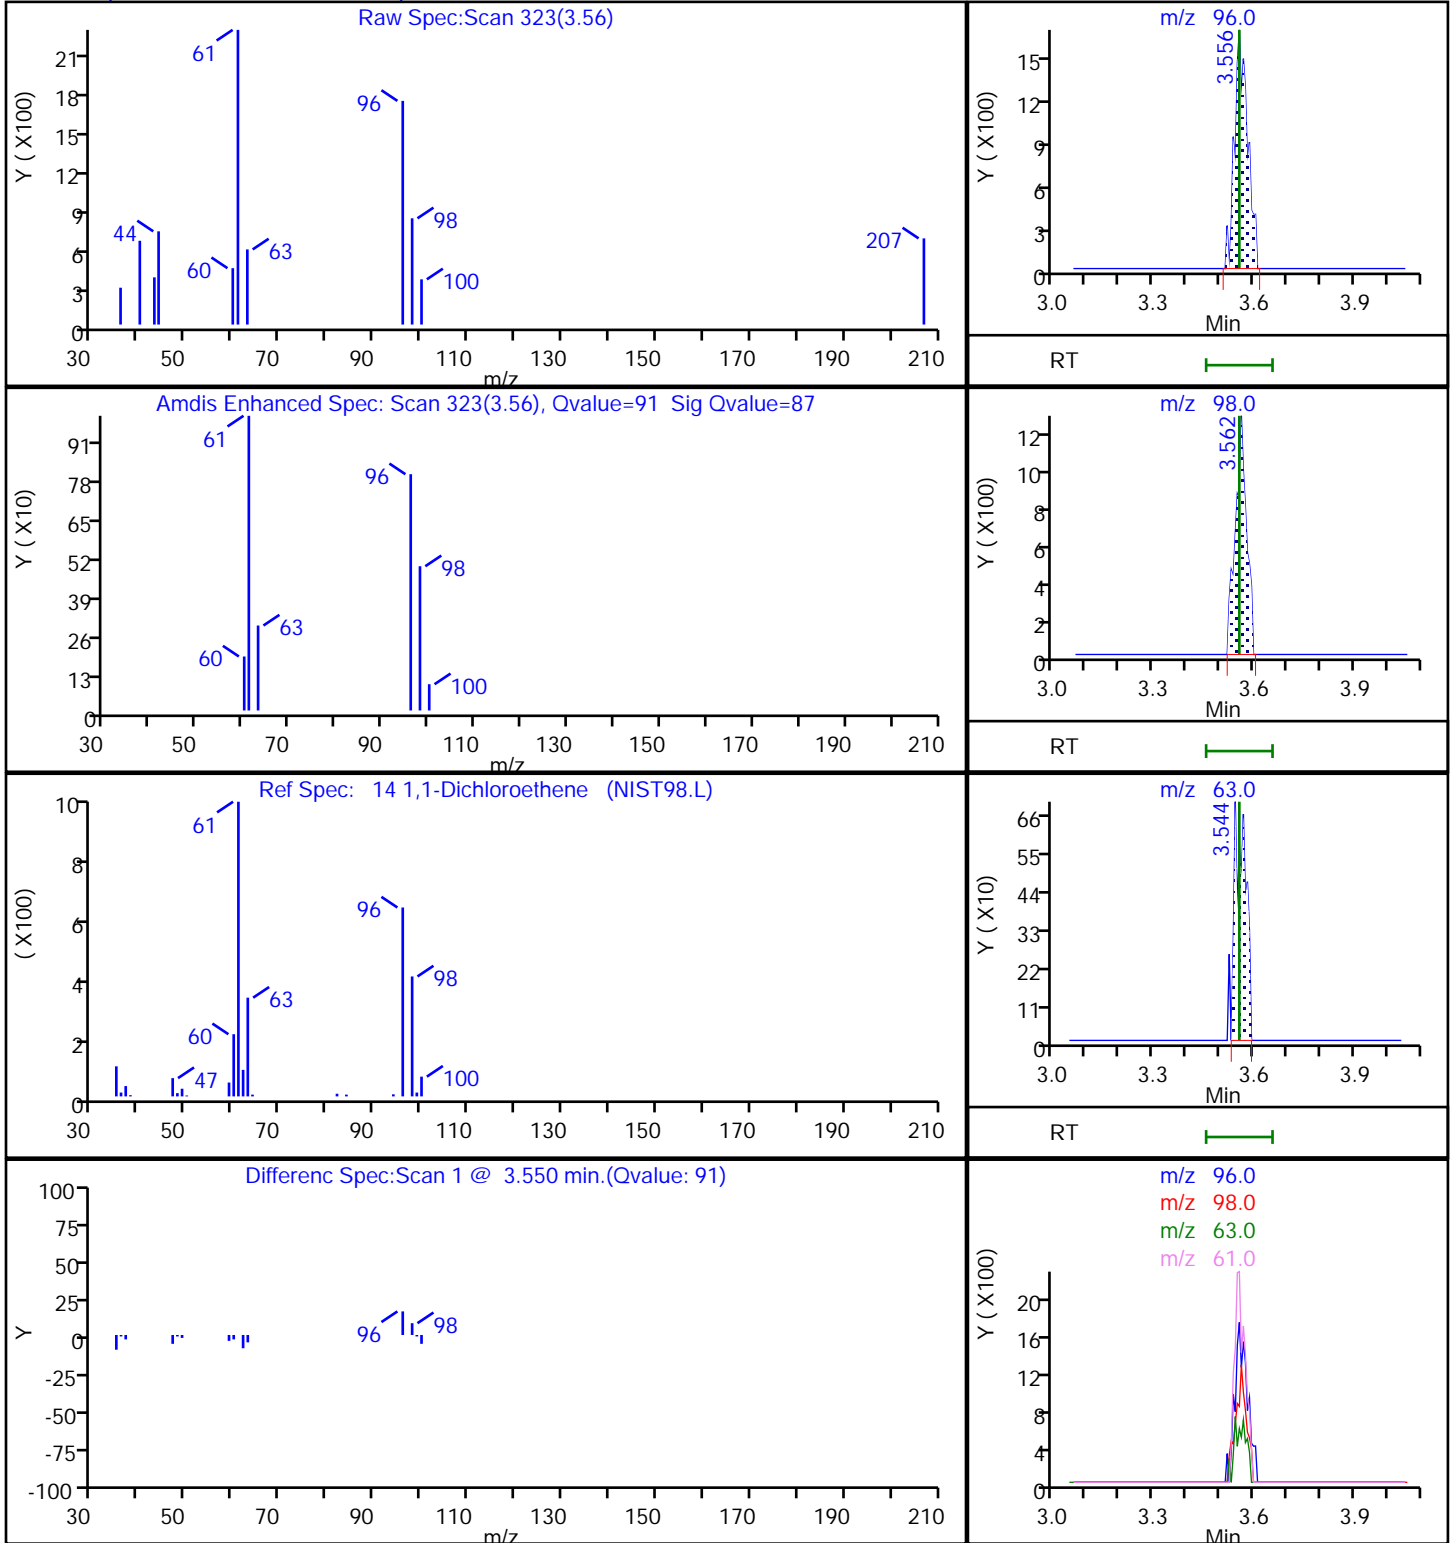 Raw Spec:Scan 323(3.56)
Y ( X100)
21
18
15
12
9
6
3
0
61
96
98
44
63
60
100
207
30 50 70 90 110 130 150 170 190 210
m/z
m/z 96.0
3.556
Y ( X100)
15
12
9
6
3
0
3.0 3.3 3.6 3.9
Min
RT
Amdis Enhanced Spec: Scan 323(3.56), Qvalue=91 Sig Qvalue=87
Y ( X10)
91
78
65
52
39
26
13
0
61
96
98
63
60
100
30 50 70 90 110 130 150 170 190 210
m/z
m/z 98.0
3.562
Y ( X100)
12
10
8
6
4
2
0
3.0 3.3 3.6 3.9
Min
RT
Ref Spec: 14 1,1-Dichloroethene (NIST98.L)
( X100)
10
8
6
4
2
0
61
96
98
63
60
47
100
30 50 70 90 110 130 150 170 190 210
m/z 63.0
3.544
Y ( X10)
66
55
44
33
22
11
0
3.0 3.3 3.6 3.9
Min
RT
Differenc Spec:Scan 1 @ 3.550 min.(Qvalue: 91)
Y
100
75
50
25
0
-25
-50
-75
-100
96
98
30 50 70 90 110 130 150 170 190 210
m/z
m/z 96.0
m/z 98.0
m/z 63.0
m/z 61.0
Y ( X100)
20
16
12
8
4
0
3.0 3.3 3.6 3.9
Min